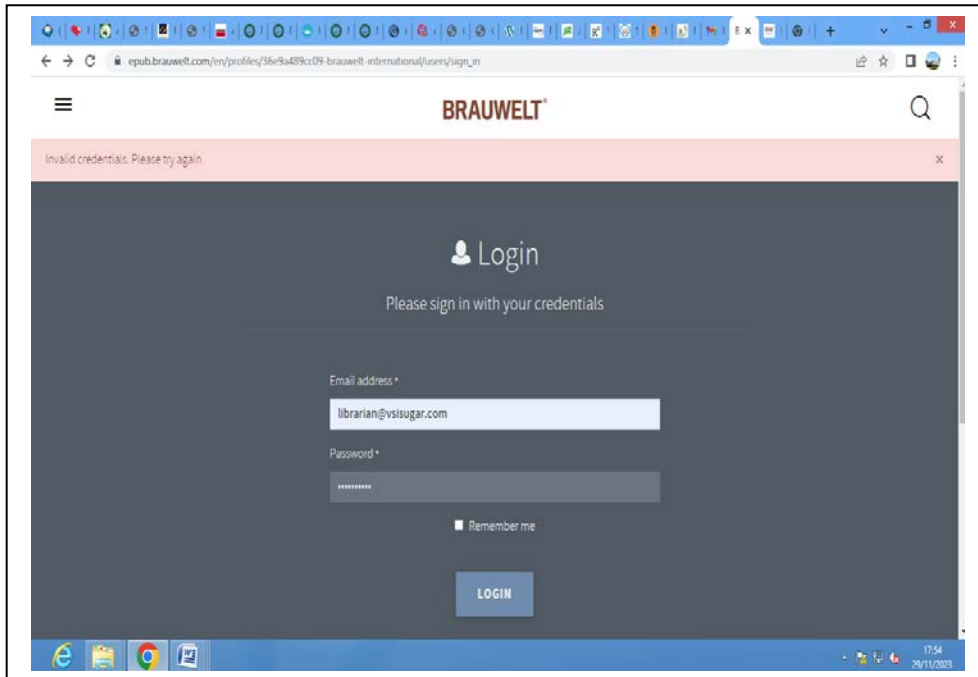 epub.brauwelt.com/en/profiles/36e9a489cc09-brauwelt-international/users/sign_in
BRAUWELT®
Invalid credentials. Please try again.
Login
Please sign in with your credentials
Email address *
librarian@vsisugar.com
Password *
••••••••••
Remember me
LOGIN
17:54
29/11/2023